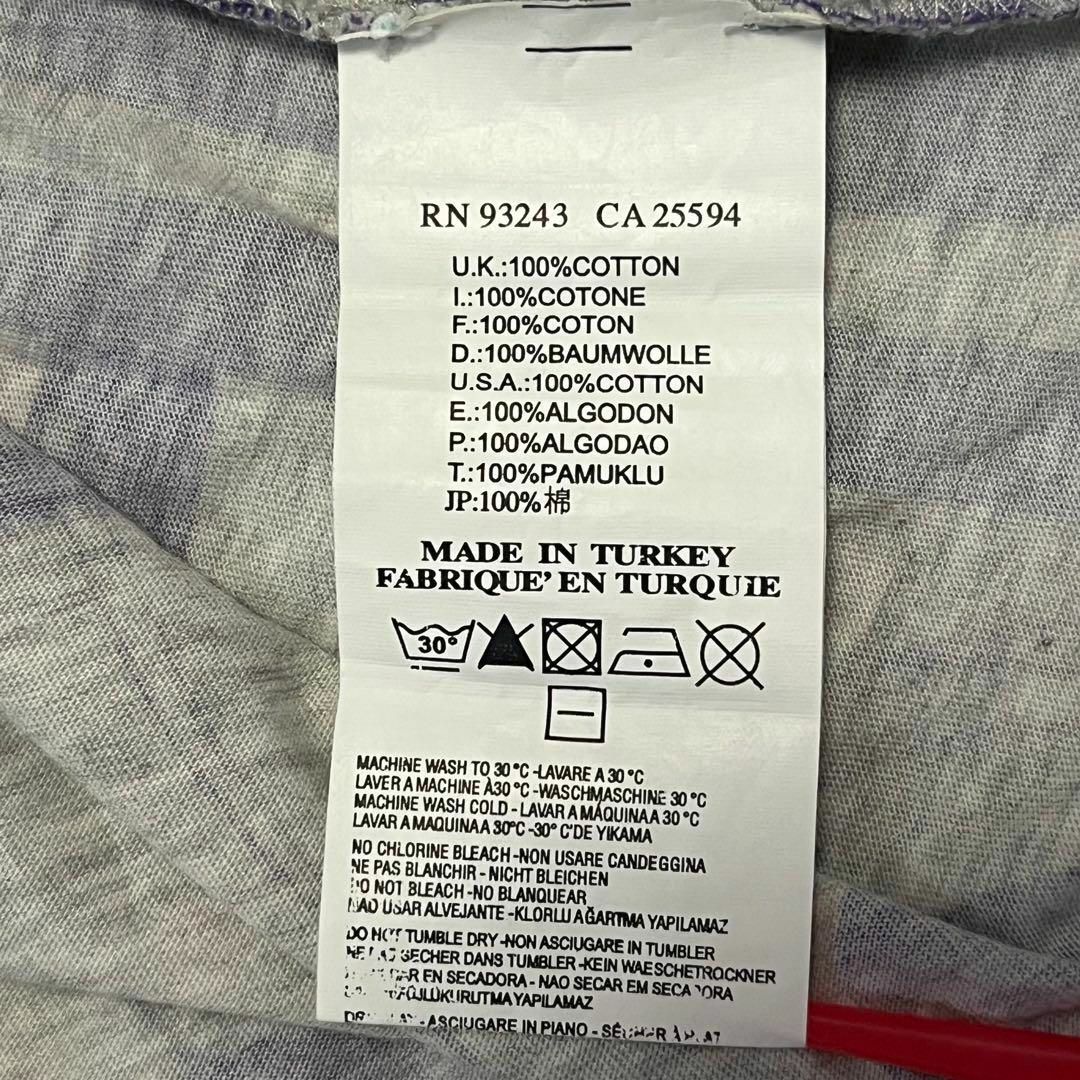 RN 93243 CA 25594
U.K.:100%COTTON
I.:100%COTONE
F.:100%COTON
D.:100%BAUMWOLLE
U.S.A.:100%COTTON
E.:100%ALGODON
P.:100%ALGODAO
T.:100%PAMUKLU
JP:100%棉
MADE IN TURKEY
FABRIQUE' EN TURQUIE
30°
MACHINE WASH TO 30 °C -LAVARE A 30 °C
LAVER A MACHINE À30 °C -WASCHMASCHINE 30 °C
MACHINE WASH COLD - LAVAR A MÁQUINA A 30 °C
LAVAR A MAQUINA A 30°C -30° C'DE YIKAMA
NO CHLORINE BLEACH -NON USARE CANDEGGINA
NE PAS BLANCHIR - NICHT BLEICHEN
DO NOT BLEACH -NO BLANQUEAR
NAO USAR ALVEJANTE -KLORLU AĞARTMA YAPILAMAZ
DO NOT TUMBLE DRY -NON ASCIUGARE IN TUMBLER
SECHER DANS TUMBLER -KEIN WAESCHETROCKNER
EN SECADORA - NAO SECAR EM SECADORA
YAPILAMAZ
ASCIUGARE IN PIANO -